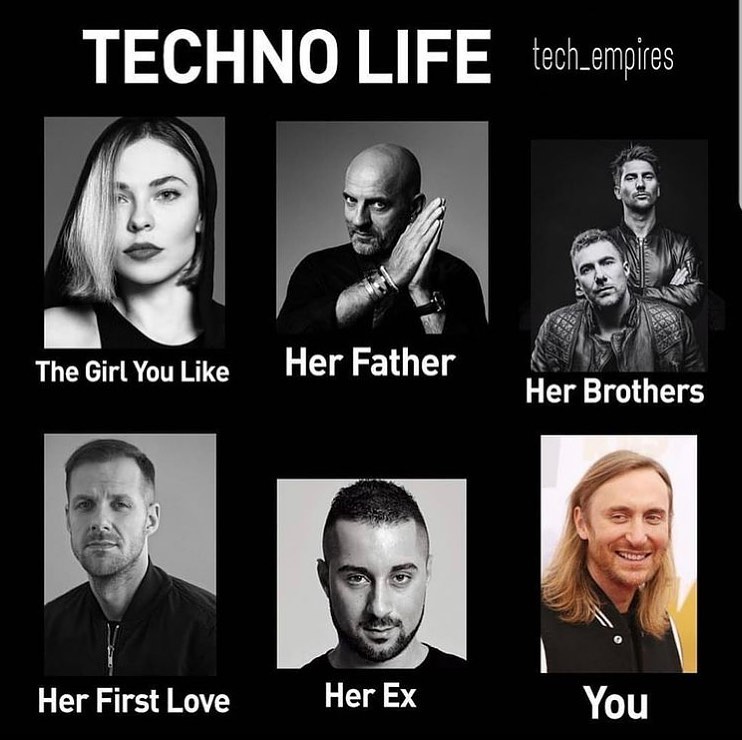 TECHNO LIFE
tech_empires
The Girl You Like
Her Father
Her Brothers
Her First Love
Her Ex
You